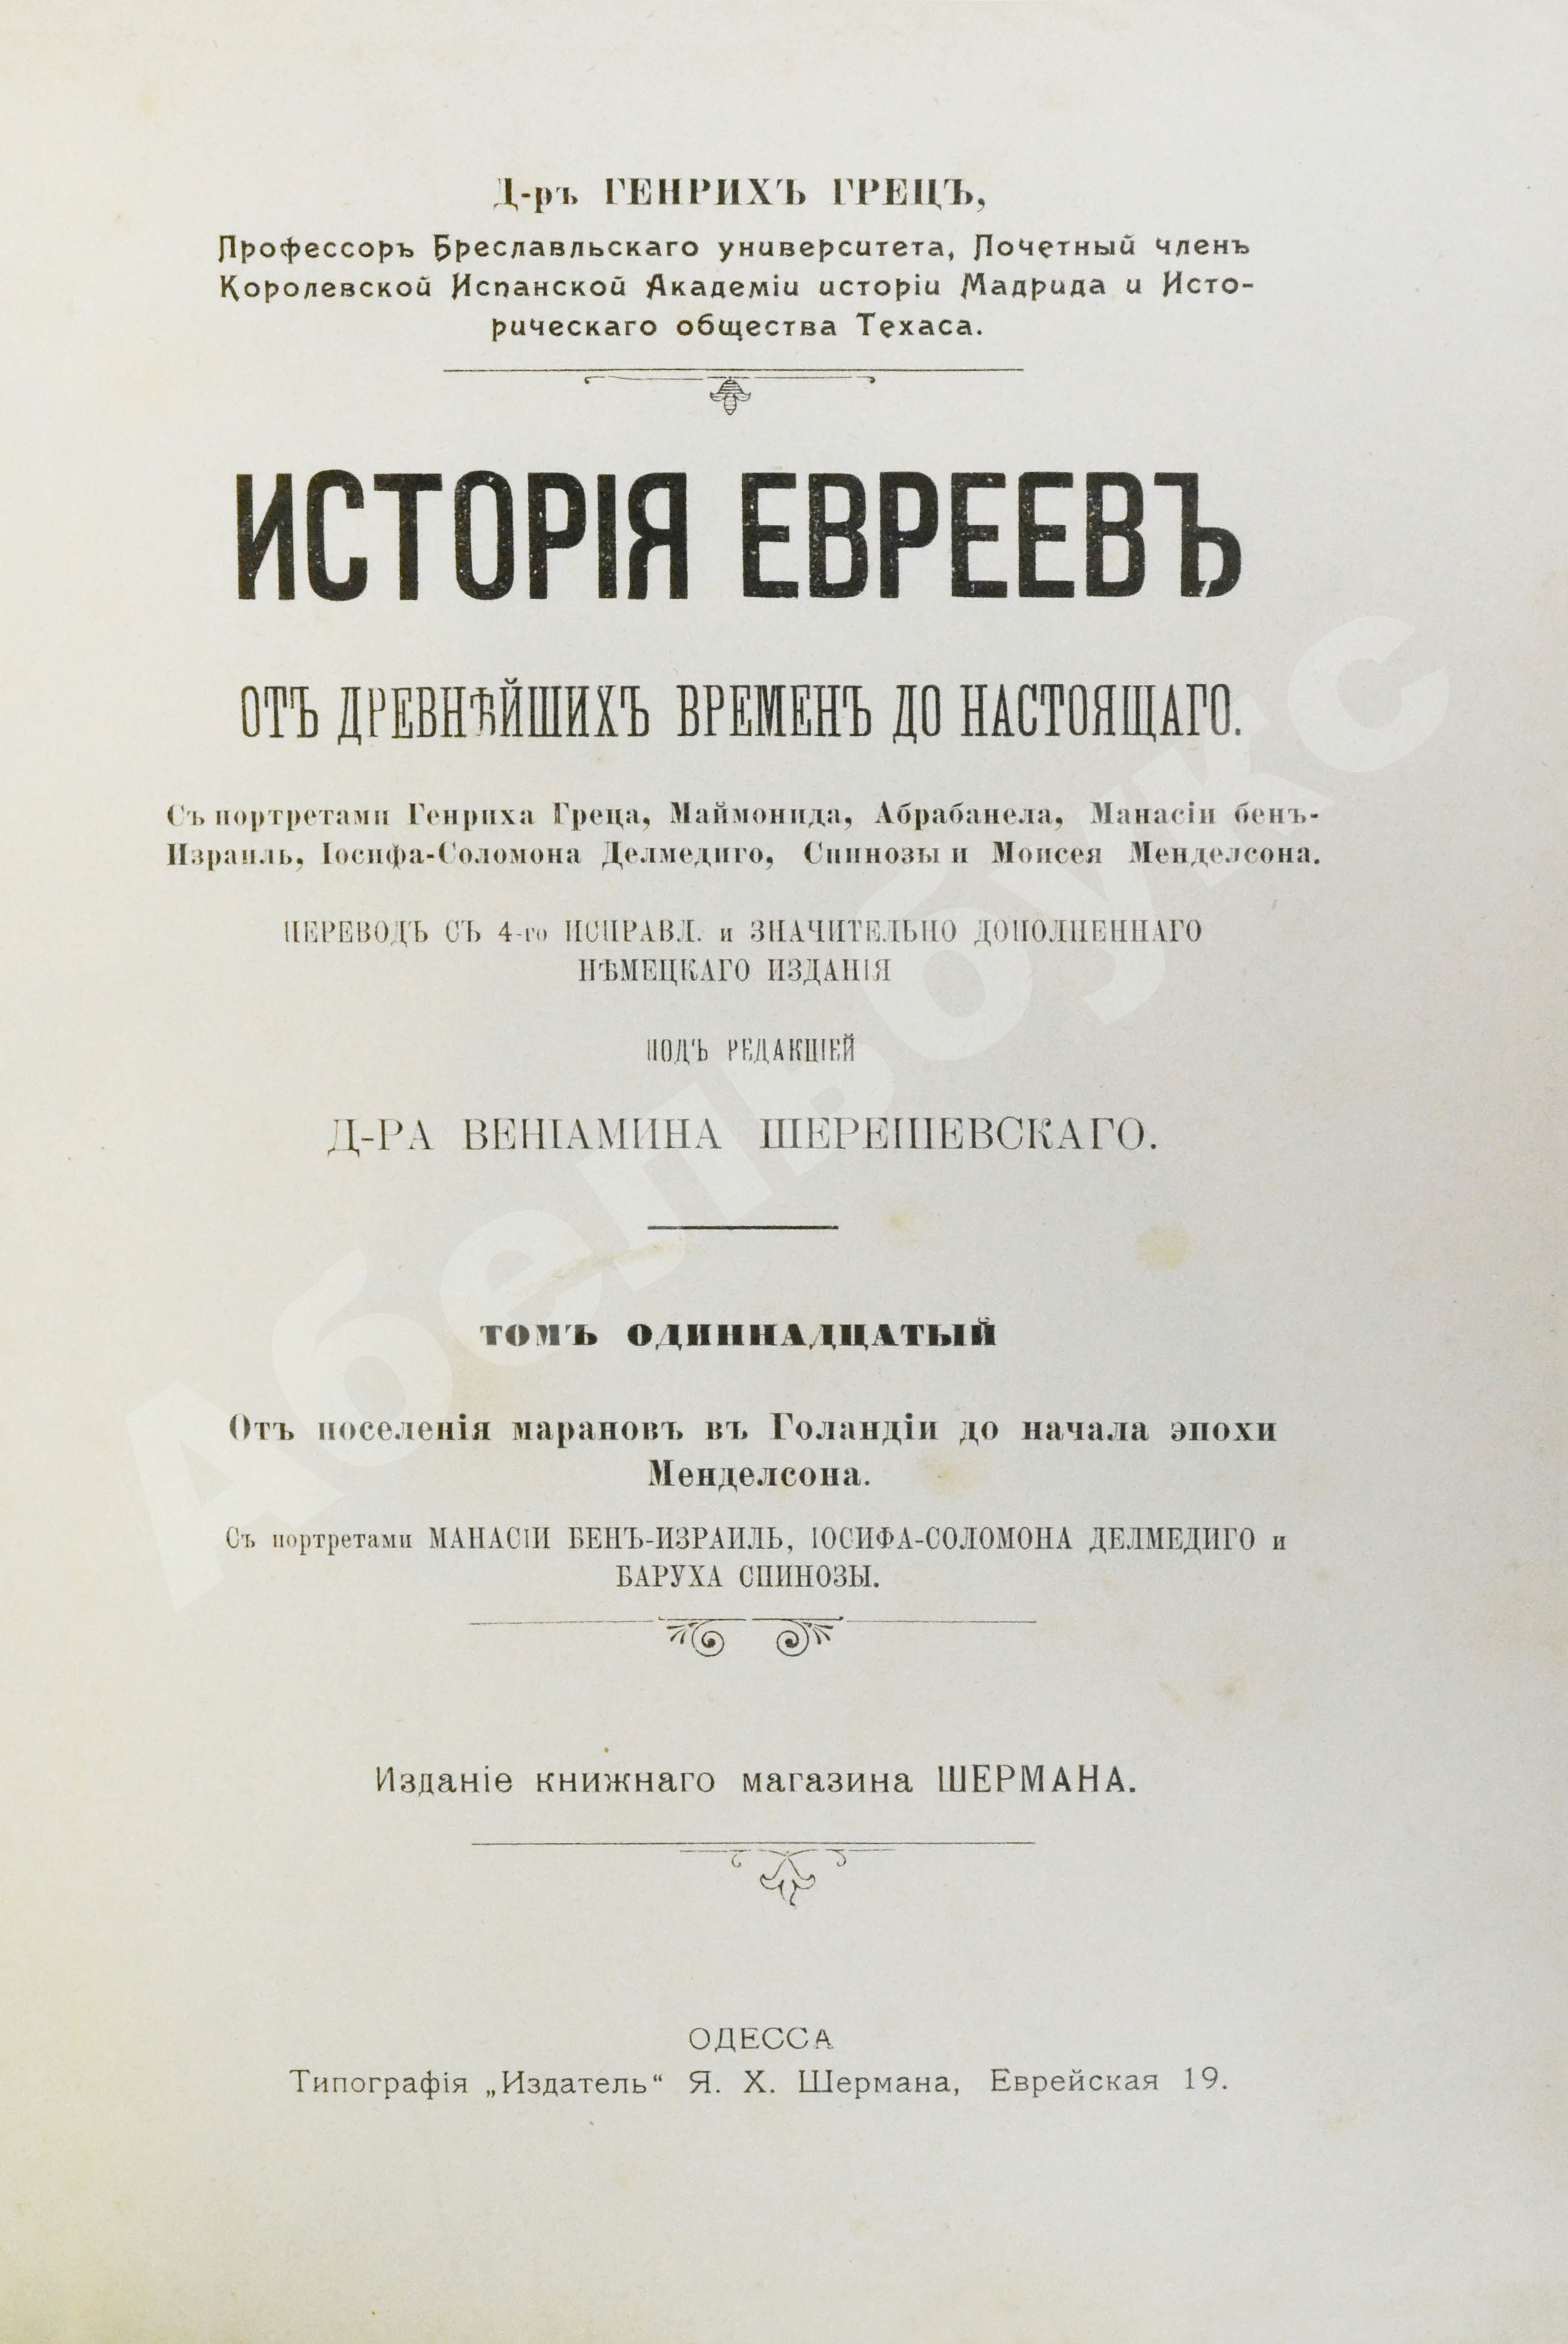 Д-ръ ГЕНРИХЪ ГРЕЦЪ,
Профессоръ Бреславльскаго университета, Почетный членъ
Королевской Испанской Академіи исторіи Мадрида и Исто-
рическаго общества Техаса.
ИСТОРІЯ ЕВРЕЕВЪ
ОТЪ ДРЕВНѢЙШИХЪ ВРЕМЕНЪ ДО НАСТОЯЩАГО.
Съ портретами Генриха Греца, Маймонида, Абрабанела, Манасіи бенъ-
Израиль, Іосифа-Соломона Делмедиго, Спинозы и Моисея Менделсона.
ПЕРЕВОДЪ СЪ 4-го ИСПРАВЛ. и ЗНАЧИТЕЛЬНО ДОПОЛНЕННАГО
НѢМЕЦКАГО ИЗДАНІЯ
ПОДЪ РЕДАКЦІЕЙ
Д-РА ВЕНІАМИНА ШЕРЕШЕВСКАГО.
ТОМЪ ОДИННАДЦАТЫЙ
Отъ поселенія марановъ въ Голандіи до начала эпохи
Менделсона.
Съ портретами МАНАСІИ БЕНЪ-ИЗРАИЛЬ, ІОСИФА-СОЛОМОНА ДЕЛМЕДИГО и
БАРУХА СПИНОЗЫ.
Изданіе книжнаго магазина ШЕРМАНА.
ОДЕССА
Типографія „Издатель“ Я. Х. Шермана, Еврейская 19.
Абелвбукс